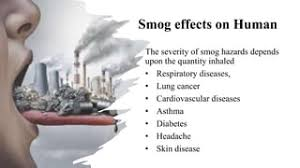 Smog effects on Human
The severity of smog hazards depends
upon the quantity inhaled
• Respiratory diseases,
• Lung cancer
• Cardiovascular diseases
• Asthma
• Diabetes
• Headache
• Skin disease